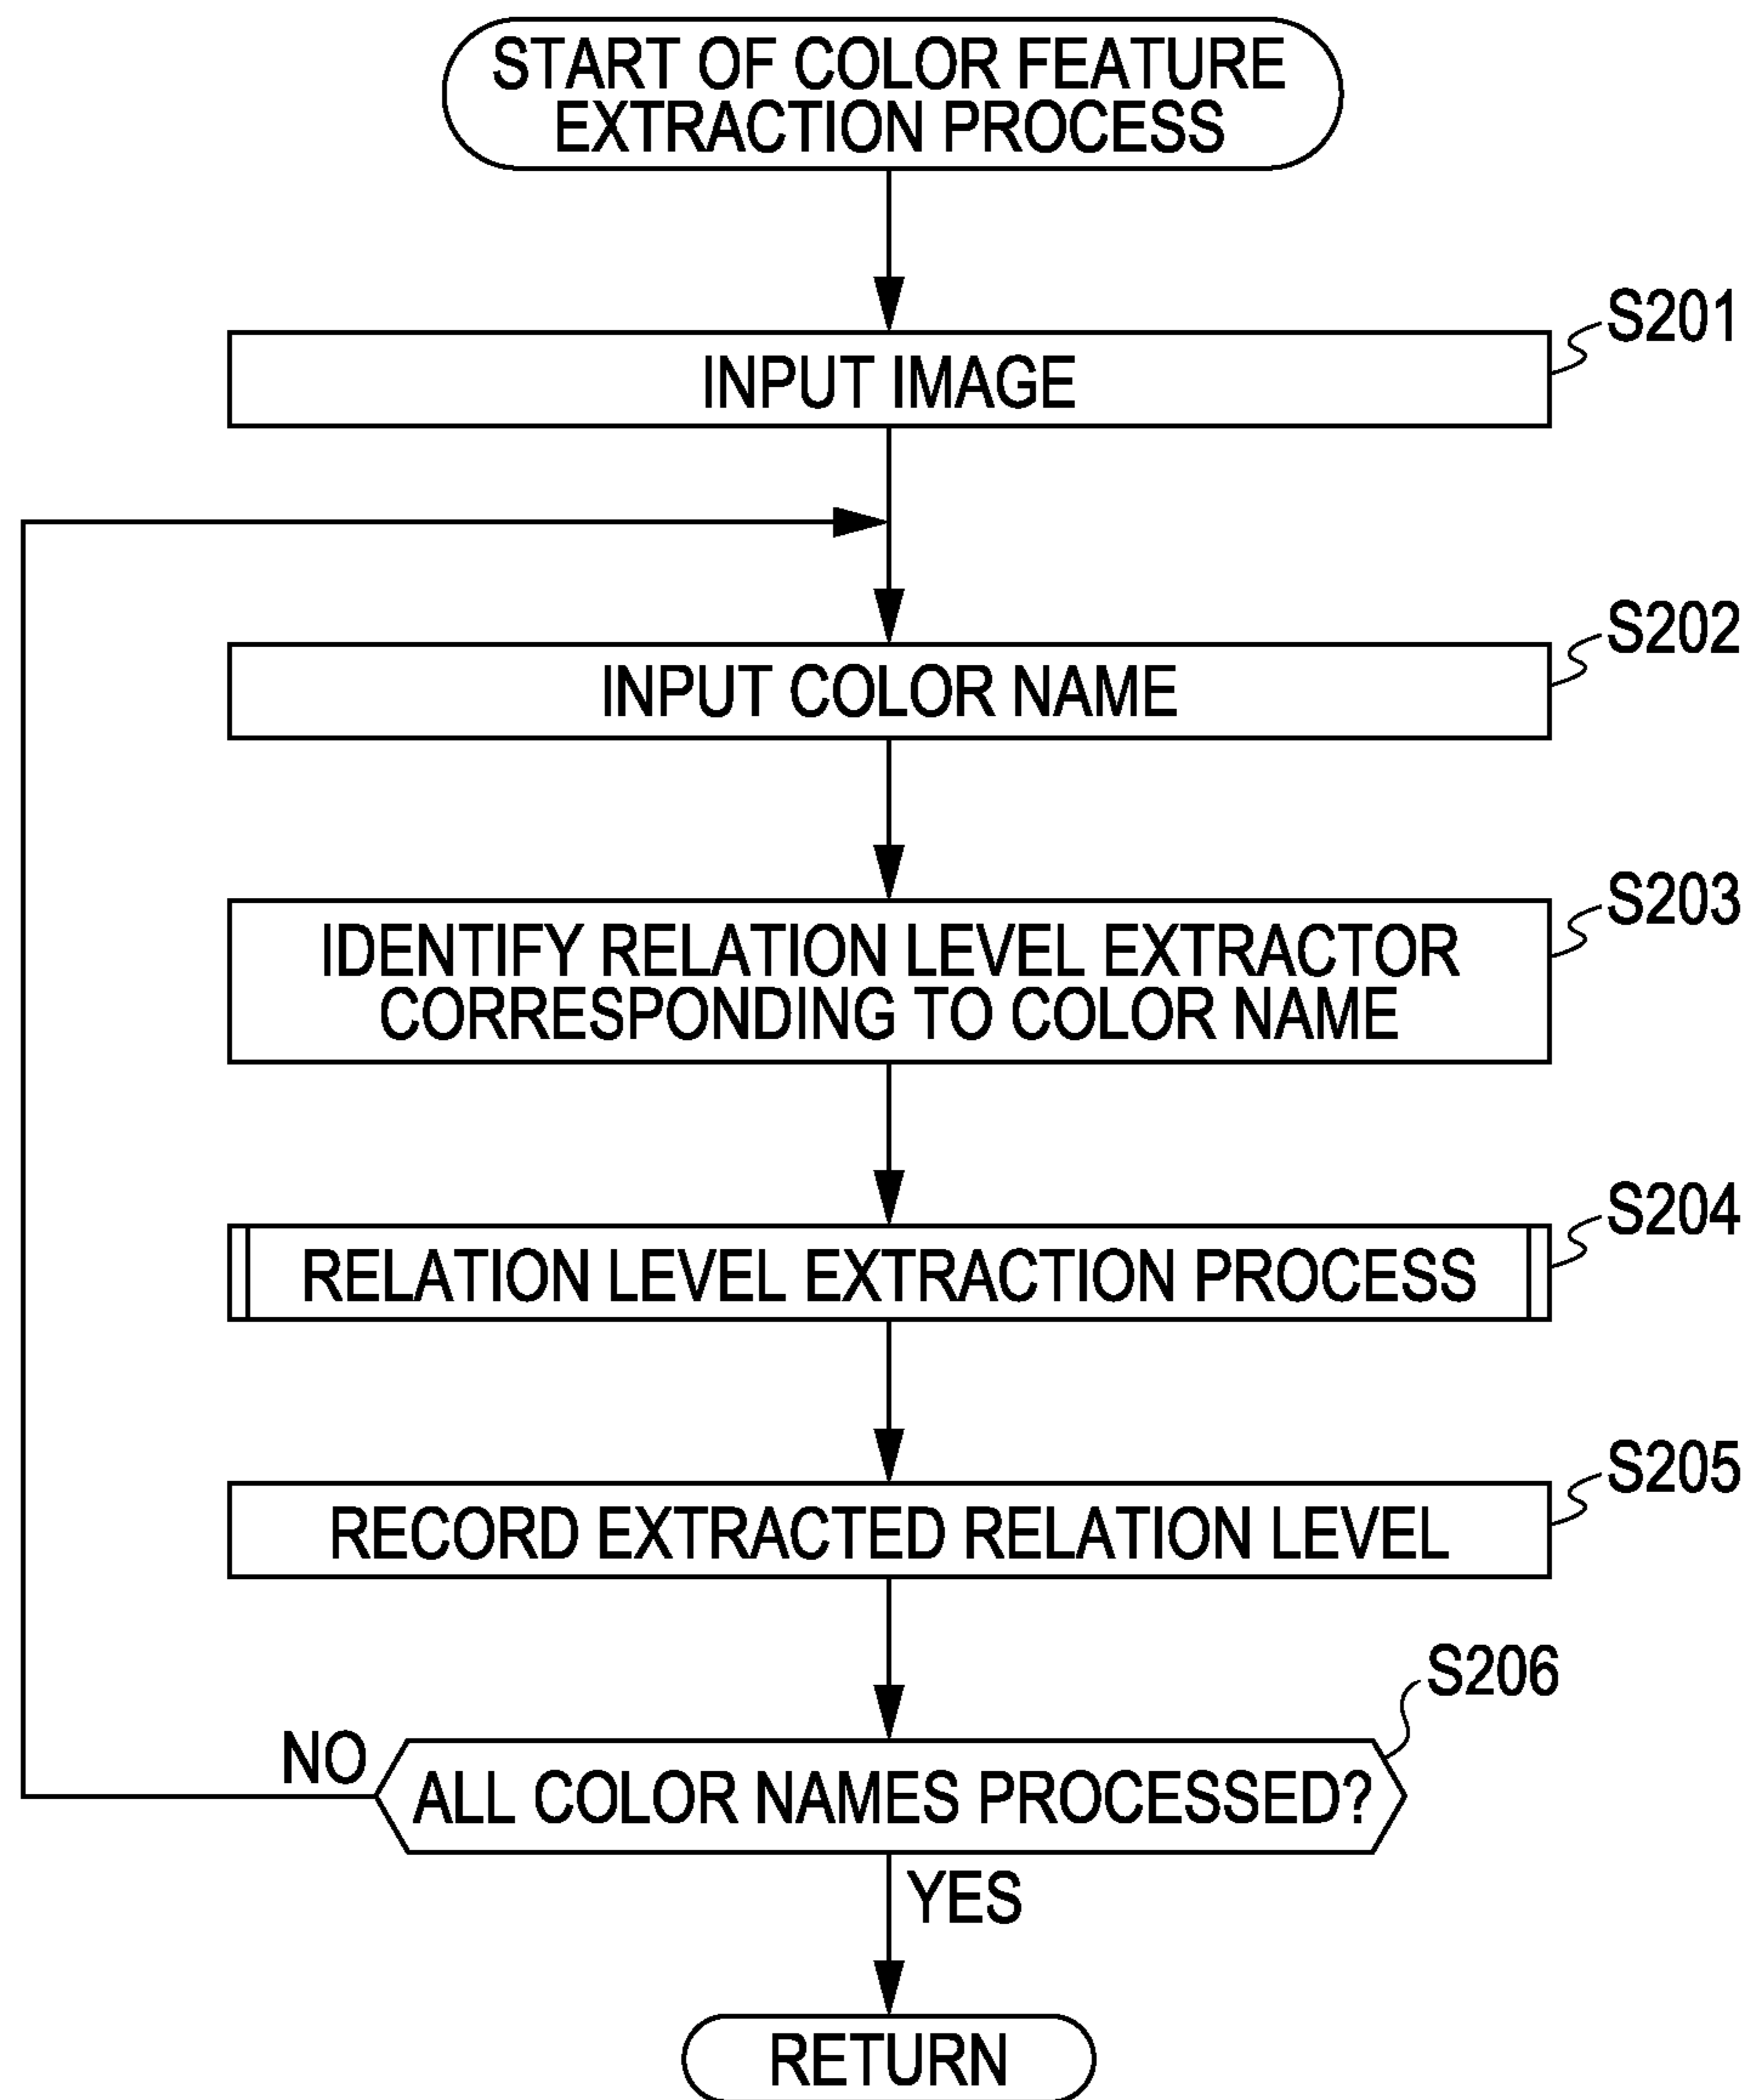 START OF COLOR FEATURE
EXTRACTION PROCESS
S201
INPUT IMAGE
S202
INPUT COLOR NAME
S203
IDENTIFY RELATION LEVEL EXTRACTOR
CORRESPONDING TO COLOR NAME
S204
RELATION LEVEL EXTRACTION PROCESS
S205
RECORD EXTRACTED RELATION LEVEL
S206
NO
ALL COLOR NAMES PROCESSED?
YES
RETURN